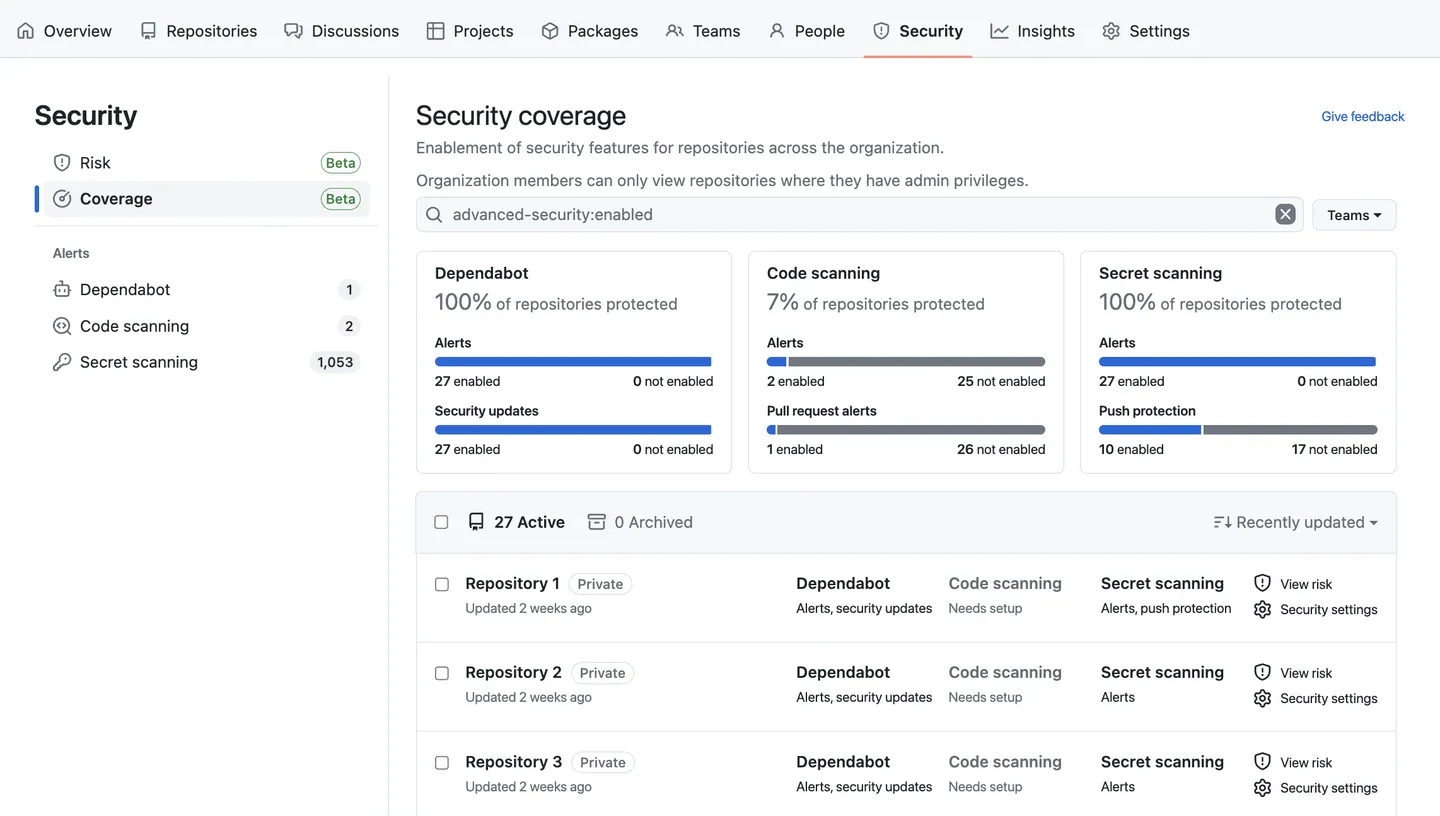 Overview Repositories Discussions Projects Packages Teams People Security Insights Settings
Security
Risk Beta
Coverage Beta
Alerts
Dependabot 1
Code scanning 2
Secret scanning 1,053
Security coverage
Give feedback
Enablement of security features for repositories across the organization.
Organization members can only view repositories where they have admin privileges.
advanced-security:enabled
Teams
Dependabot
100% of repositories protected
Alerts
27 enabled 0 not enabled
Security updates
27 enabled 0 not enabled
Code scanning
7% of repositories protected
Alerts
2 enabled 25 not enabled
Pull request alerts
1 enabled 26 not enabled
Secret scanning
100% of repositories protected
Alerts
27 enabled 0 not enabled
Push protection
10 enabled 17 not enabled
27 Active 0 Archived Recently updated
Repository 1 Private Dependabot Code scanning Secret scanning View risk
Updated 2 weeks ago Alerts, security updates Needs setup Alerts, push protection Security settings
Repository 2 Private Dependabot Code scanning Secret scanning View risk
Updated 2 weeks ago Alerts, security updates Needs setup Alerts Security settings
Repository 3 Private Dependabot Code scanning Secret scanning View risk
Updated 2 weeks ago Alerts, security updates Needs setup Alerts Security settings